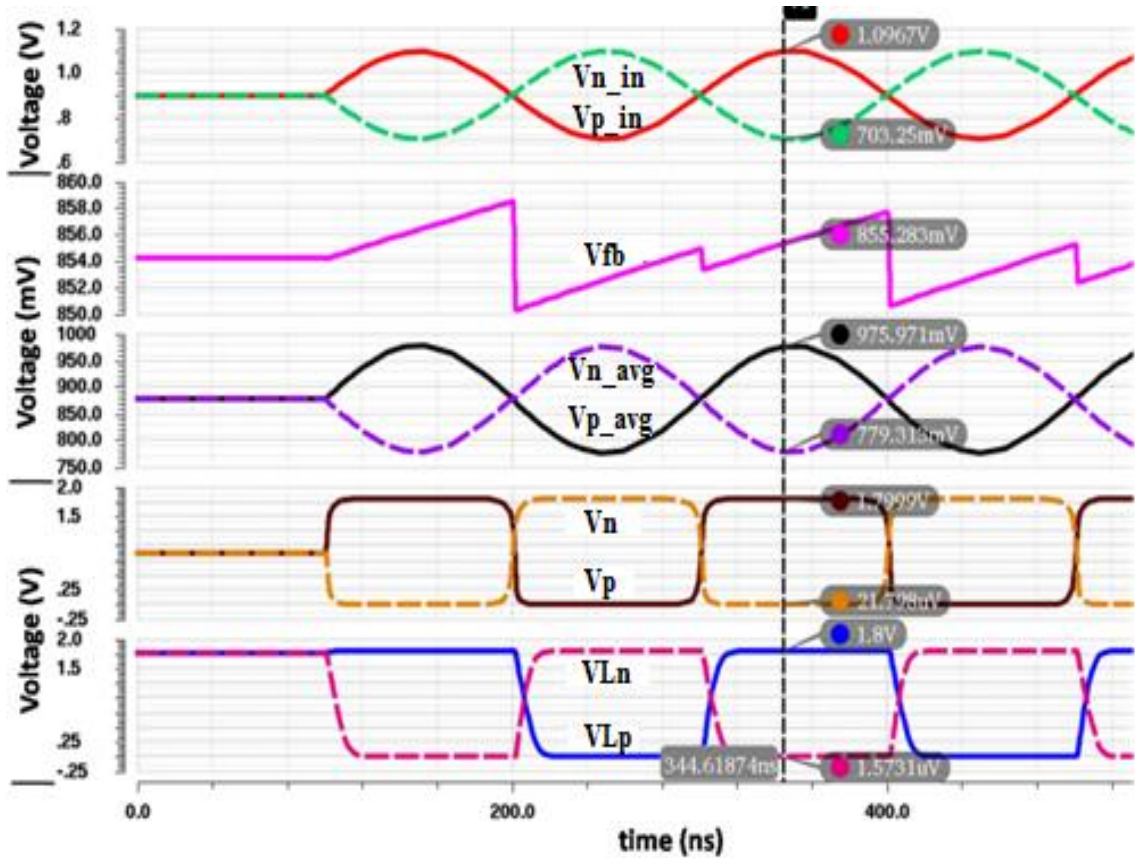 1.2
1.0
.8
.6
Voltage (V)
Vn_in
Vp_in
1.0967V
703.25mV
860.0
858.0
856.0
854.0
852.0
850.0
Voltage (mV)
Vfb
855.283mV
1000
950.0
900.0
850.0
800.0
750.0
Vn_avg
Vp_avg
975.971mV
779.313mV
2.0
1.5
.25
-.25
Voltage (V)
Vn
Vp
1.7999V
21.798uV
2.0
1.5
.25
-.25
Voltage (V)
VLn
VLp
1.8V
344.61874ns
1.5731uV
0.0 200.0 400.0
time (ns)